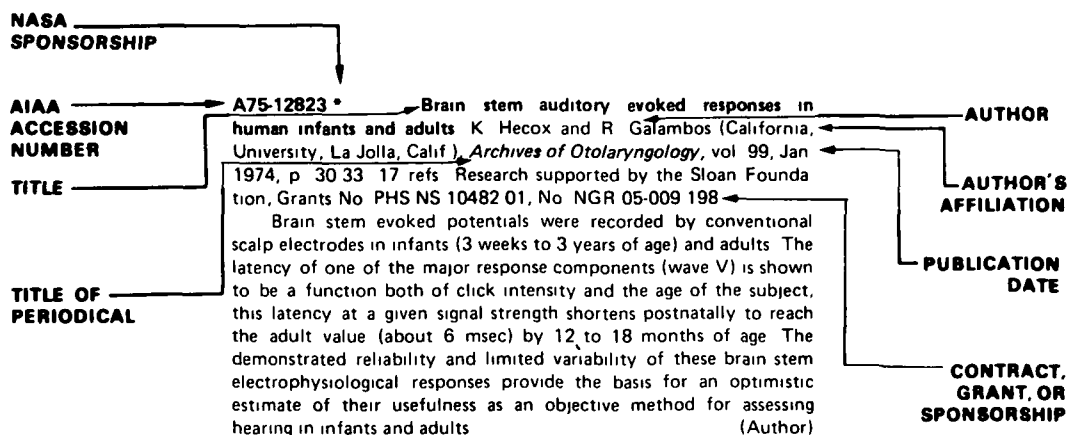 NASA
SPONSORSHIP
AIAA
ACCESSION
NUMBER
TITLE
TITLE OF
PERIODICAL
A75-12823 * Brain stem auditory evoked responses in
human infants and adults K Hecox and R Galambos (California,
University, La Jolla, Calif ), Archives of Otolaryngology, vol 99, Jan
1974, p 30 33 17 refs Research supported by the Sloan Founda
tion, Grants No PHS NS 10482 01, No NGR 05-009 198
Brain stem evoked potentials were recorded by conventional
scalp electrodes in infants (3 weeks to 3 years of age) and adults The
latency of one of the major response components (wave V) is shown
to be a function both of click intensity and the age of the subject,
this latency at a given signal strength shortens postnatally to reach
the adult value (about 6 msec) by 12 to 18 months of age The
demonstrated reliability and limited variability of these brain stem
electrophysiological responses provide the basis for an optimistic
estimate of their usefulness as an objective method for assessing
hearing in infants and adults (Author)
AUTHOR
AUTHOR'S
AFFILIATION
PUBLICATION
DATE
CONTRACT,
GRANT, OR
SPONSORSHIP